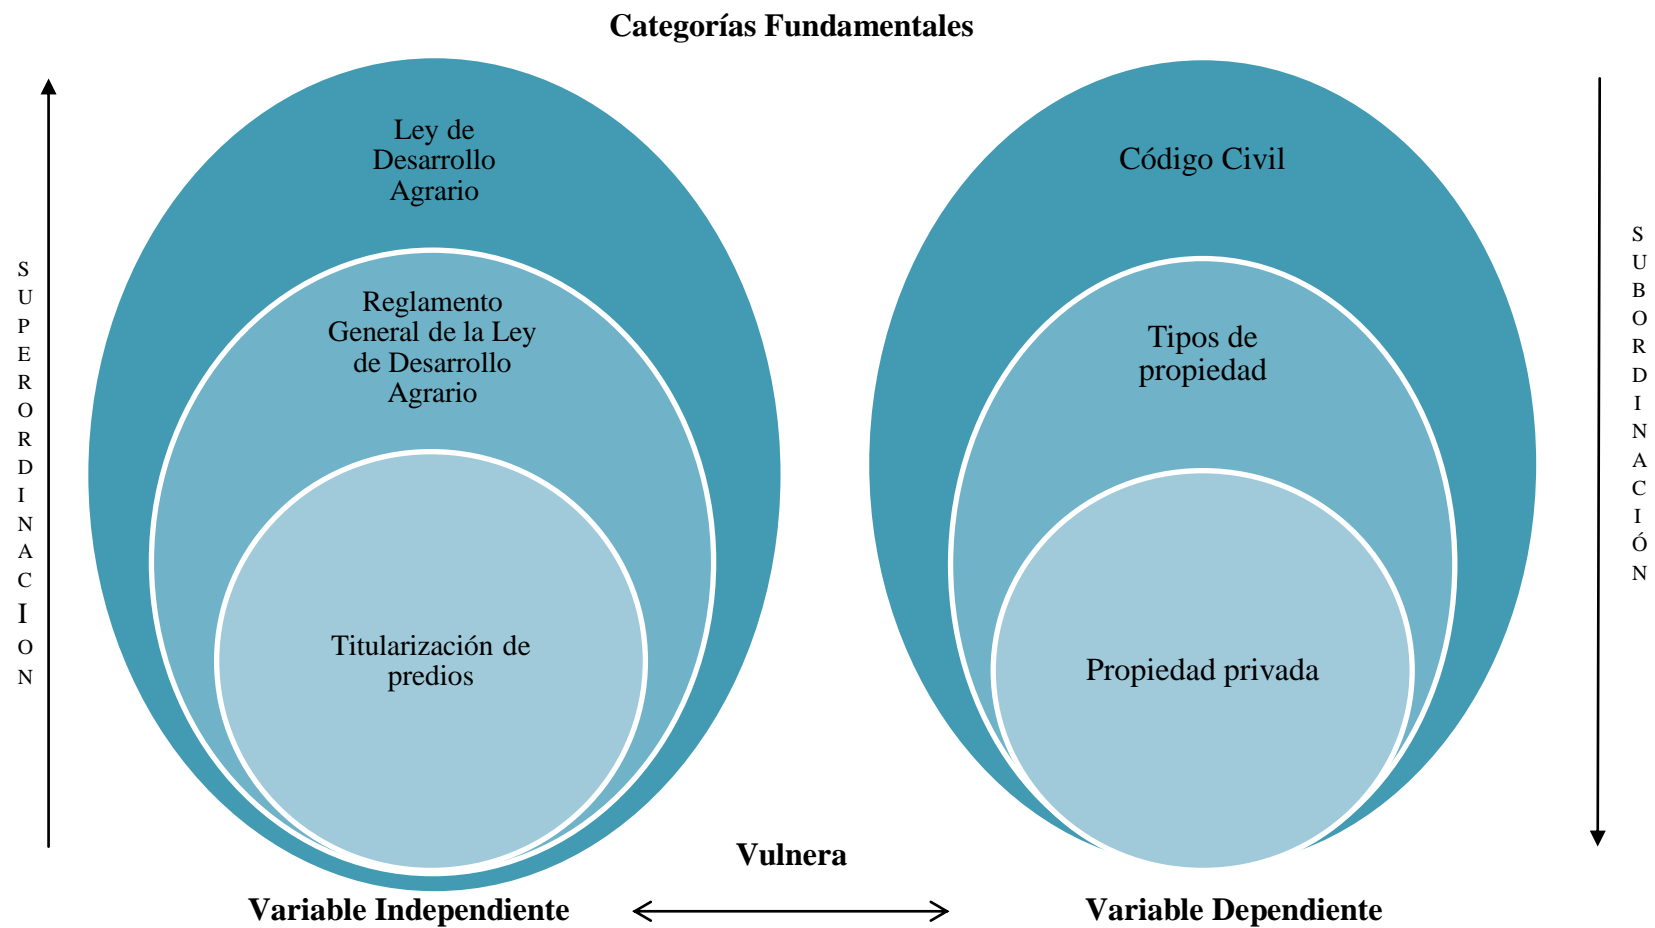 Categorías Fundamentales
Ley de
Desarrollo
Agrario
Reglamento
General de la Ley
de Desarrollo
Agrario
Titularización de
predios
Código Civil
Tipos de
propiedad
Propiedad privada
S
U
P
E
R
O
R
D
I
N
A
C
I
O
N
S
U
B
O
R
D
I
N
A
C
I
Ó
N
Vulnera
Variable Independiente
Variable Dependiente